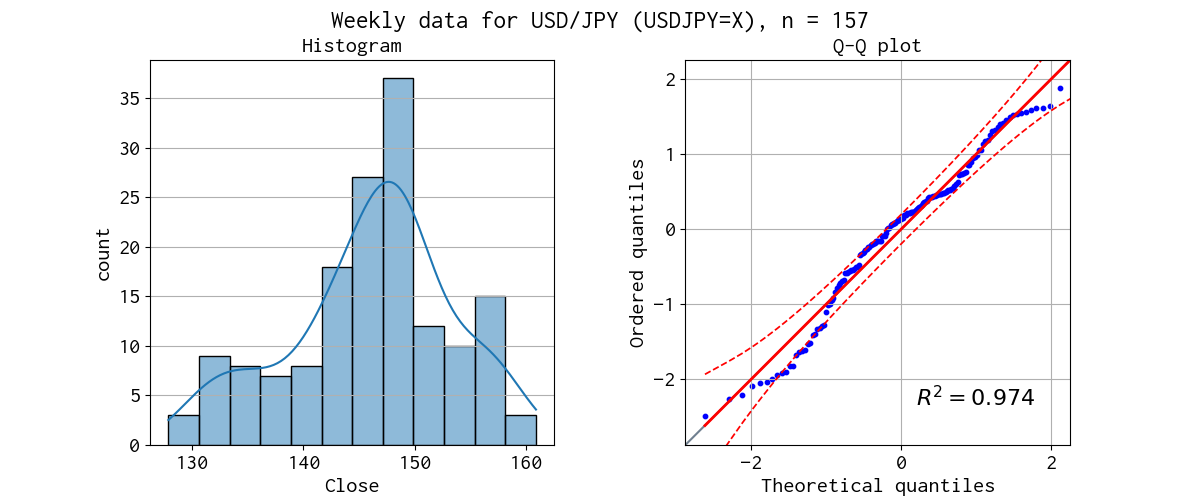 Weekly data for USD/JPY (USDJPY=X), n = 157
Histogram
35
30
25
20
15
10
5
0
count
130 140 150 160
Close
Q-Q plot
2
1
0
−1
−2
Ordered quantiles
R² = 0.974
−2 0 2
Theoretical quantiles